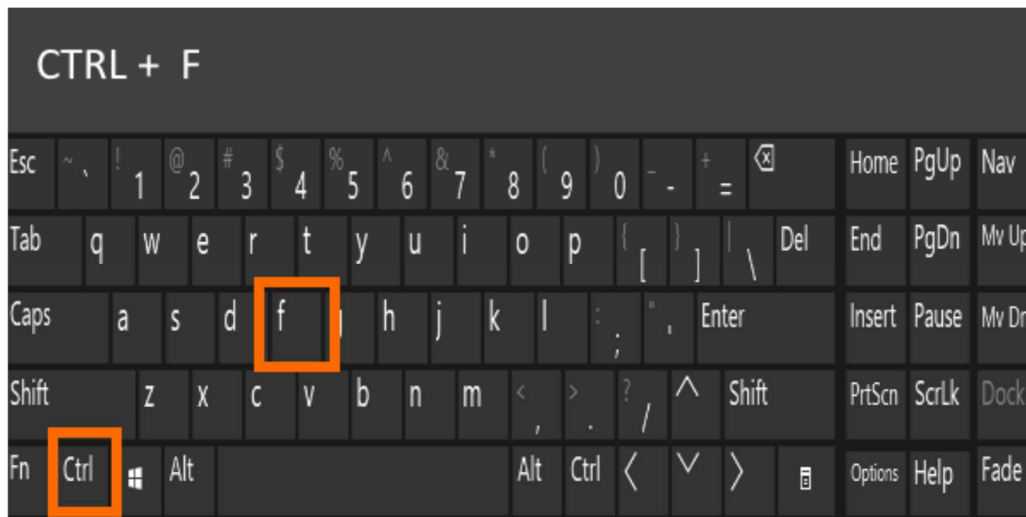 CTRL + F
Esc ~ ` ! 1 @ 2 # 3 $ 4 % 5 ^ 6 & 7 * 8 ( 9 ) 0 _ - + = Home PgUp Nav
Tab q w e r t y u i o p { [ } ] | \ Del End PgDn Mv Up
Caps a s d f h j k l : ; " ' Enter Insert Pause Mv Dn
Shift z x c v b n m < , > . ? / Shift PrtScn ScrLk Dock
Fn Ctrl Alt Alt Ctrl Options Help Fade